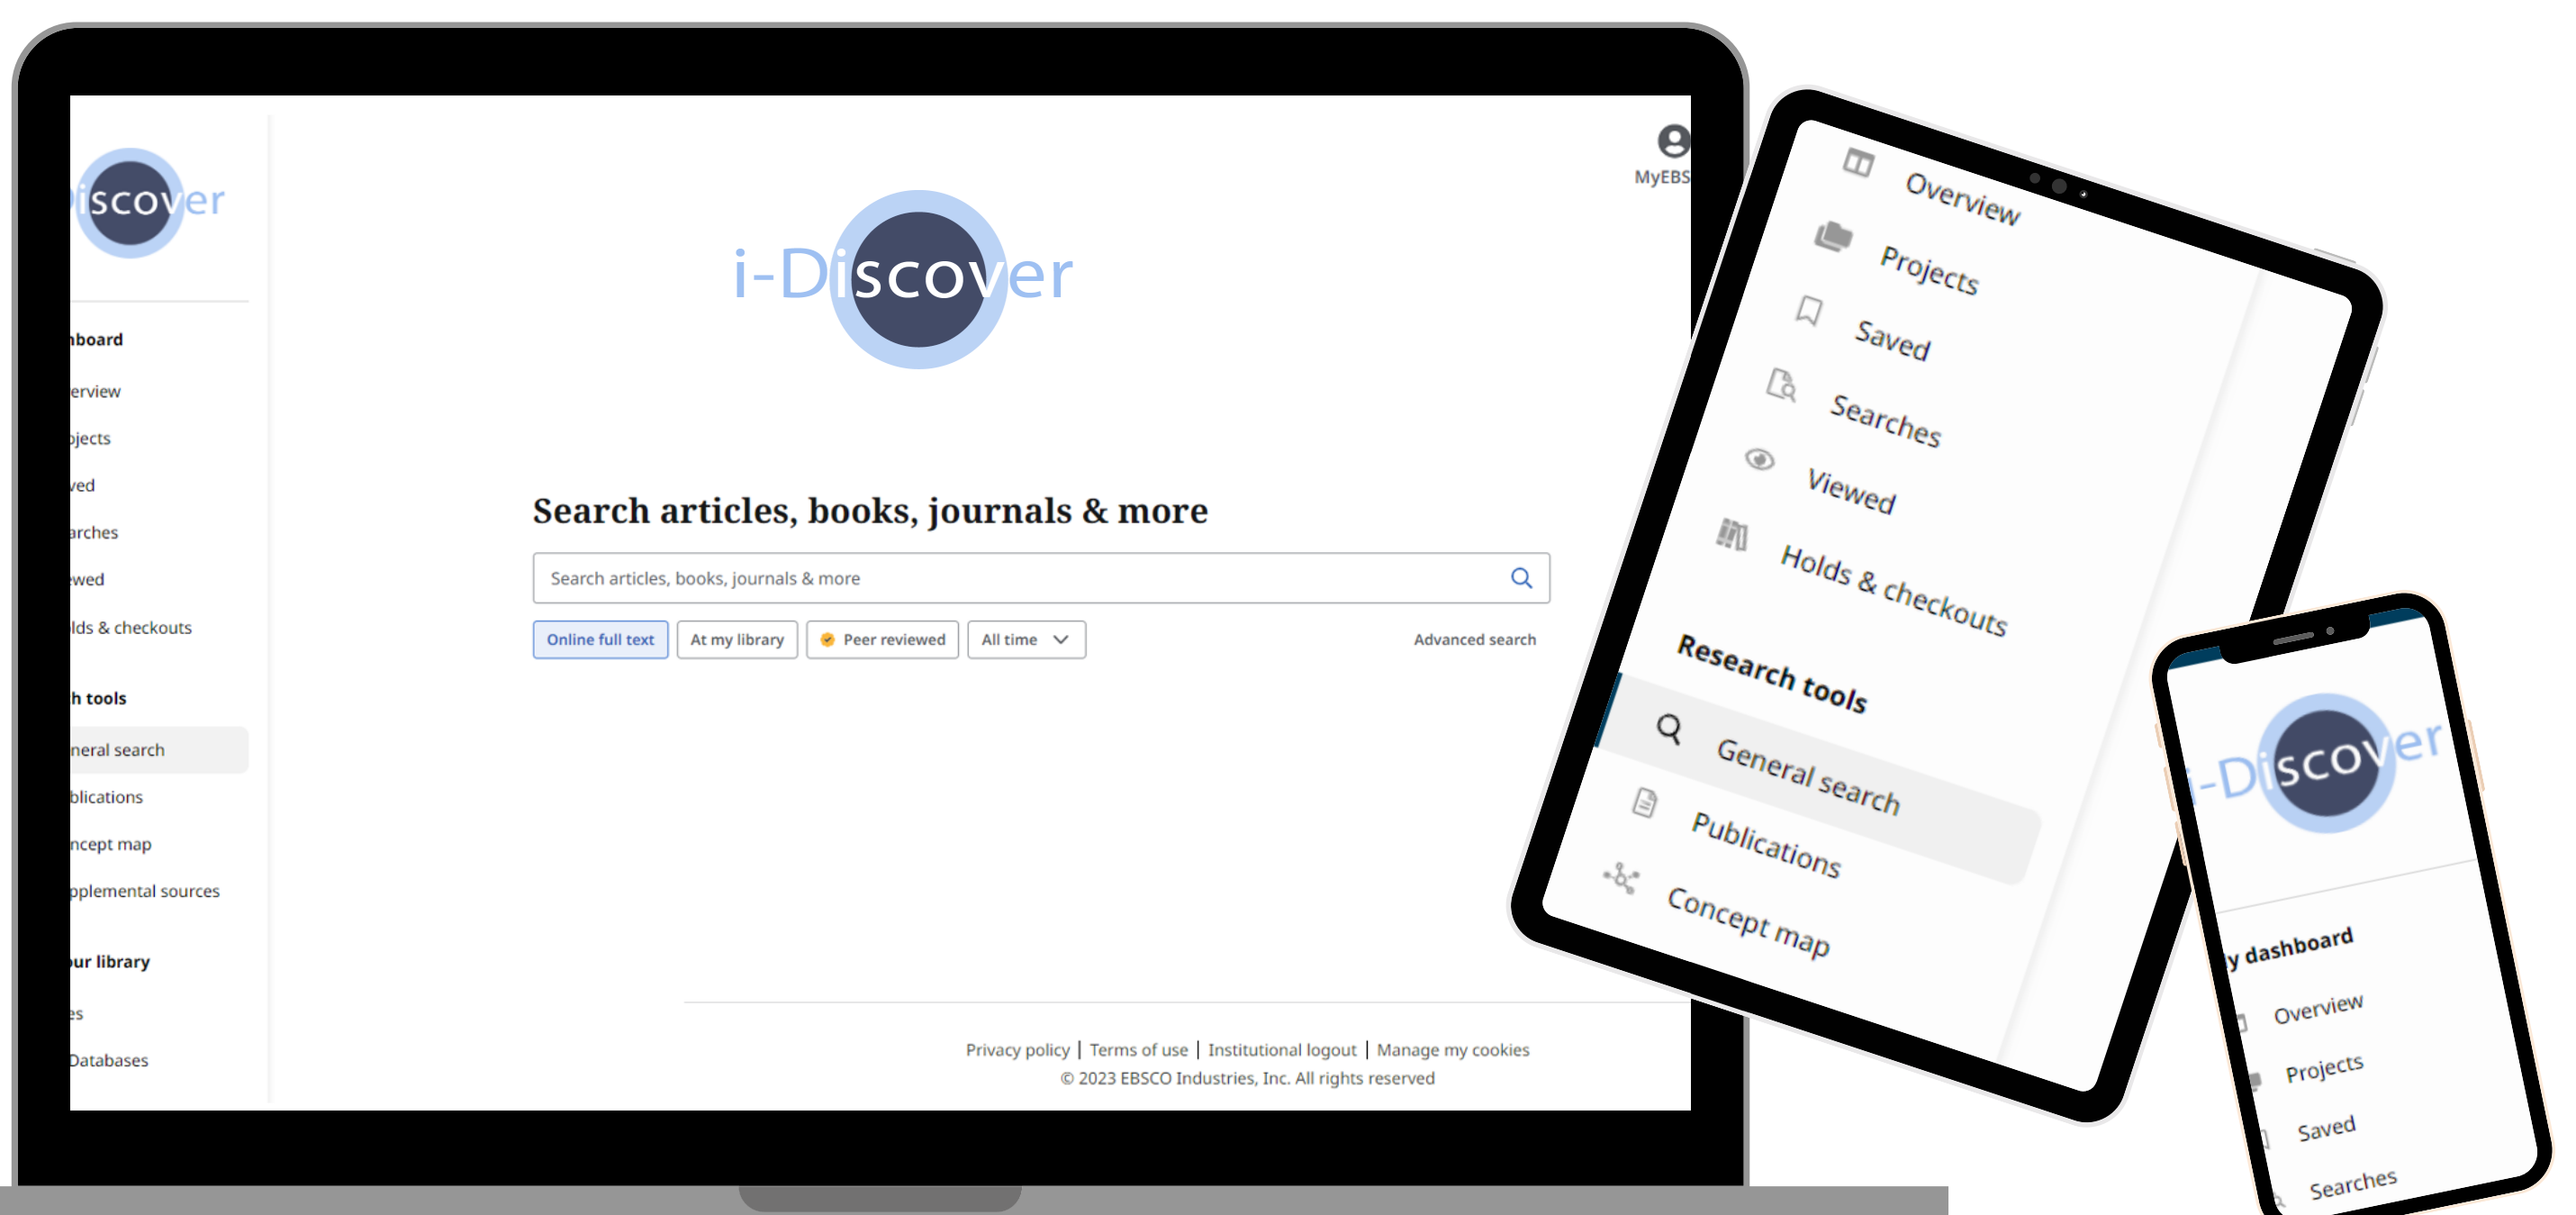 iscover
hboard
erview
ojects
ved
arches
ewed
lds & checkouts
h tools
neral search
blications
ncept map
pplemental sources
our library
es
Databases
MyEBS
i-Discover
Search articles, books, journals & more
Search articles, books, journals & more
Online full text
At my library
Peer reviewed
All time
Advanced search
Privacy policy | Terms of use | Institutional logout | Manage my cookies
© 2023 EBSCO Industries, Inc. All rights reserved
Overview
Projects
Saved
Searches
Viewed
Holds & checkouts
Research tools
General search
Publications
Concept map
i-Discover
y dashboard
Overview
Projects
Saved
Searches